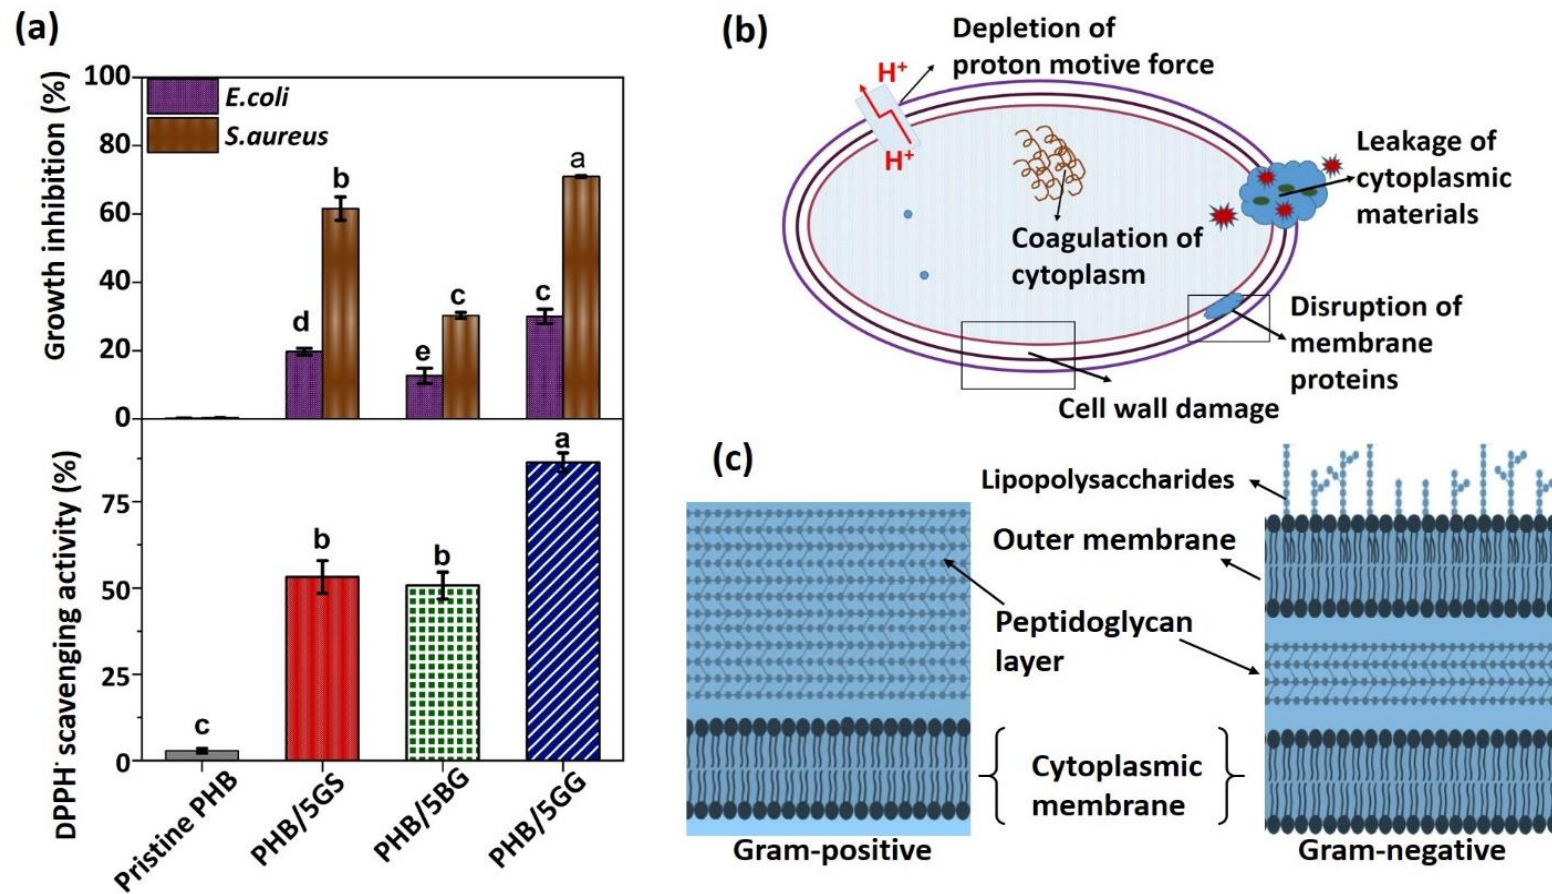 (a)
Growth inhibition (%)
100
80
60
40
20
0
E.coli
S.aureus
d
b
e
c
c
a
DPPH· scavenging activity (%)
75
50
25
0
c
b
b
a
Pristine PHB
PHB/5GS
PHB/5BG
PHB/5GG
(b)
Depletion of
proton motive force
H+
H+
Leakage of
cytoplasmic
materials
Coagulation of
cytoplasm
Disruption of
membrane
proteins
Cell wall damage
(c)
Lipopolysaccharides
Outer membrane
Peptidoglycan
layer
Cytoplasmic
membrane
Gram-positive
Gram-negative